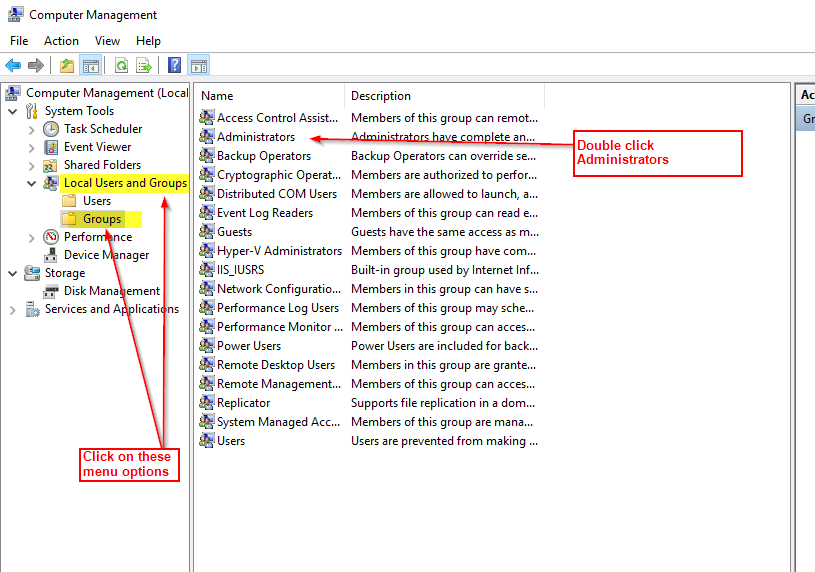 Computer Management
File Action View Help
Computer Management (Local
System Tools
Task Scheduler
Event Viewer
Shared Folders
Local Users and Groups
Users
Groups
Performance
Device Manager
Storage
Disk Management
Services and Applications
Name Description
Access Control Assist... Members of this group can remot...
Administrators Administrators have complete an...
Backup Operators Backup Operators can override se...
Cryptographic Operat... Members are authorized to perfor...
Distributed COM Users Members are allowed to launch, a...
Event Log Readers Members of this group can read e...
Guests Guests have the same access as m...
Hyper-V Administrators Members of this group have com...
IIS_IUSRS Built-in group used by Internet Inf...
Network Configuratio... Members in this group can have s...
Performance Log Users Members of this group may sche...
Performance Monitor ... Members of this group can acces...
Power Users Power Users are included for back...
Remote Desktop Users Members in this group are grante...
Remote Management... Members of this group can acces...
Replicator Supports file replication in a dom...
System Managed Acc... Members of this group are mana...
Users Users are prevented from making ...
Double click
Administrators
Click on these
menu options
Ac
Gr